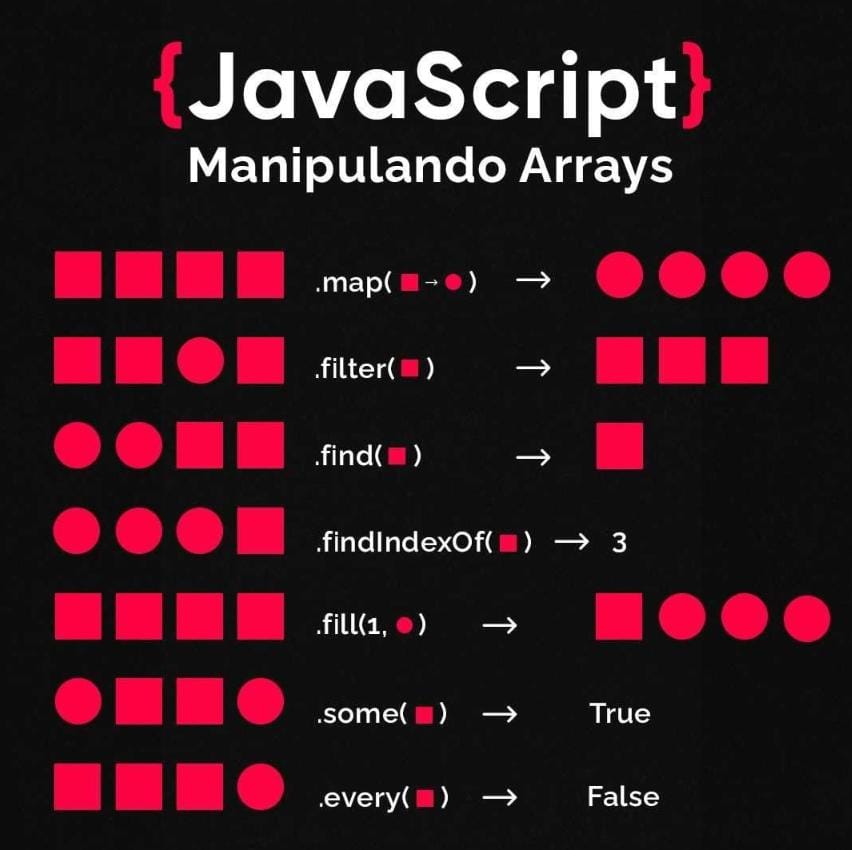 {JavaScript}
Manipulando Arrays
.map( → ) →
.filter( ) →
.find( ) →
.findIndexOf( ) → 3
.fill(1, ) →
.some( ) → True
.every( ) → False